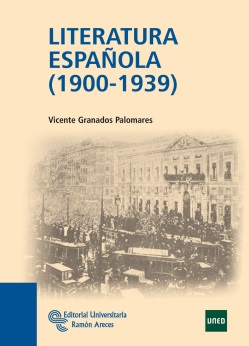 LITERATURA
ESPAÑOLA
(1900-1939)
Vicente Granados Palomares
Editorial Universitaria
Ramón Areces
UNED